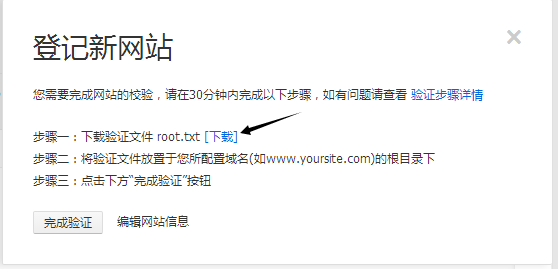 登记新网站
您需要完成网站的校验，请在30分钟内完成以下步骤，如有问题请查看 验证步骤详情
步骤一：下载验证文件 root.txt [下载]
步骤二：将验证文件放置于您所配置域名(如www.yoursite.com)的根目录下
步骤三：点击下方“完成验证”按钮
完成验证 编辑网站信息